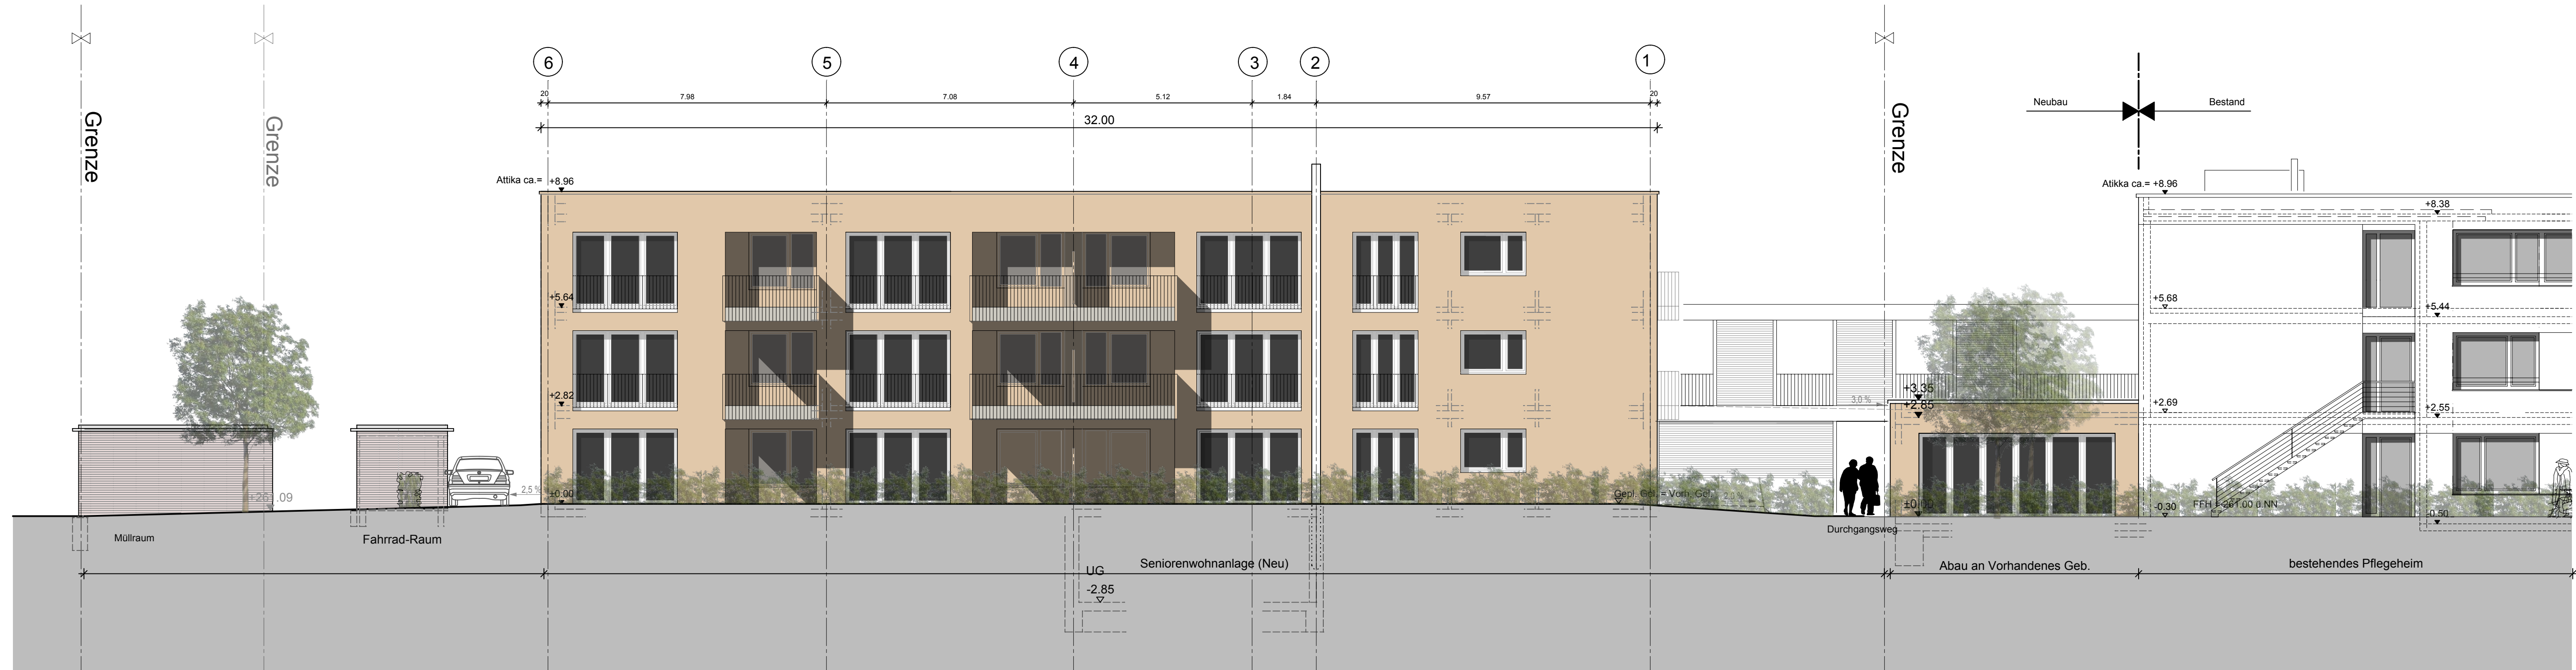 Grenze
Grenze
6
5
4
3
2
1
20
7.98
7.08
5.12
1.84
9.57
20
32.00
Grenze
Neubau
Bestand
Attika ca.= +8.96
Atikka ca.= +8.96
+8.38
+5.64
+5.68
+5.44
+2.82
+3.35
3,0 %
+2.85
+2.69
+2.55
2,5 %
±0.00
±0.00
-0.30
FFH = 261.00 ü.NN
-0.50
Durchgangsweg
Müllraum
Fahrrad-Raum
Seniorenwohnanlage (Neu)
Abau an Vorhandenes Geb.
bestehendes Pflegeheim
UG
-2.85